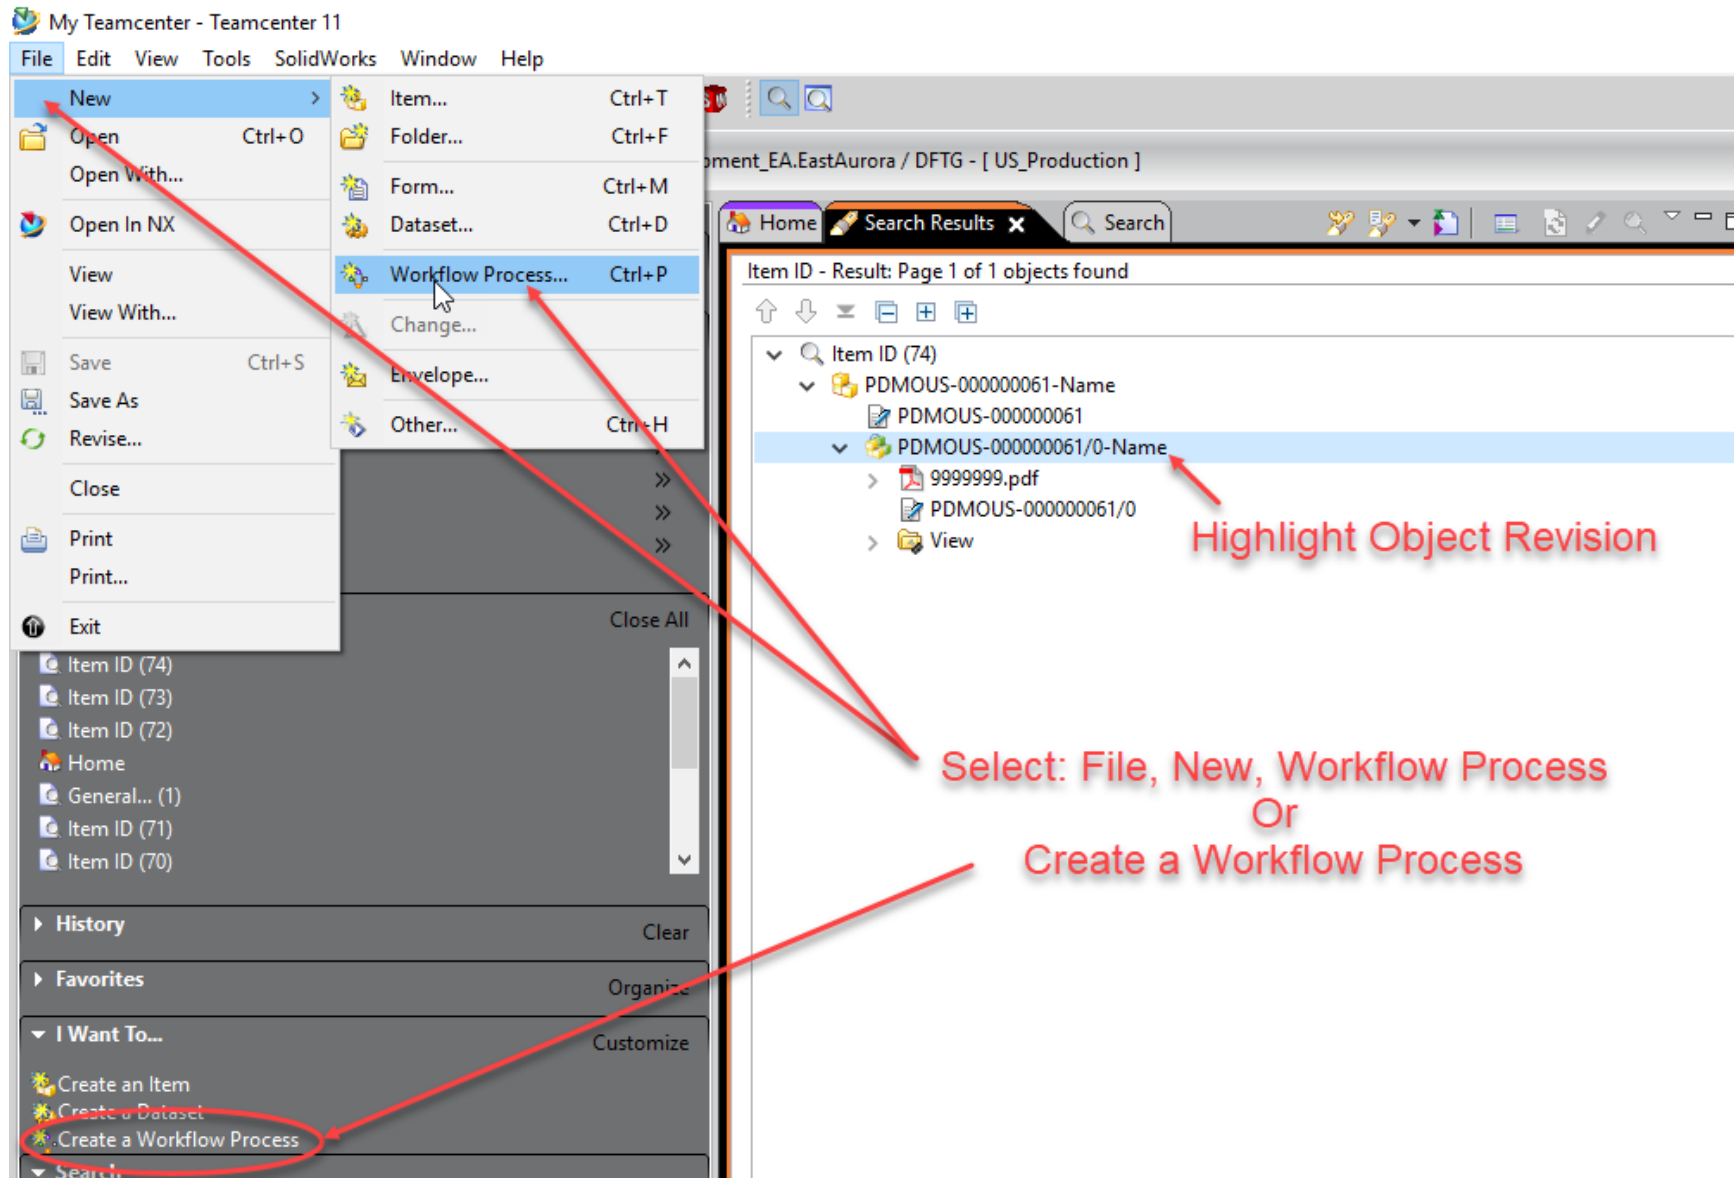 My Teamcenter - Teamcenter 11
File Edit View Tools SolidWorks Window Help
New
Open Ctrl+O
Open With...
Open In NX
View
View With...
Save Ctrl+S
Save As
Revise...
Close
Print
Print...
Exit
Item... Ctrl+T
Folder... Ctrl+F
Form... Ctrl+M
Dataset... Ctrl+D
Workflow Process... Ctrl+P
Change...
Envelope...
Other... Ctrl+H
pment_EA.EastAurora / DFTG - [ US_Production ]
Home Search Results Search
Item ID - Result: Page 1 of 1 objects found
Item ID (74)
PDMOUS-000000061-Name
PDMOUS-000000061
PDMOUS-000000061/0-Name
9999999.pdf
PDMOUS-000000061/0
View
Highlight Object Revision
Close All
Item ID (74)
Item ID (73)
Item ID (72)
Home
General... (1)
Item ID (71)
Item ID (70)
Select: File, New, Workflow Process
Or
Create a Workflow Process
History Clear
Favorites Organize
I Want To... Customize
Create an Item
Create a Dataset
Create a Workflow Process
Search